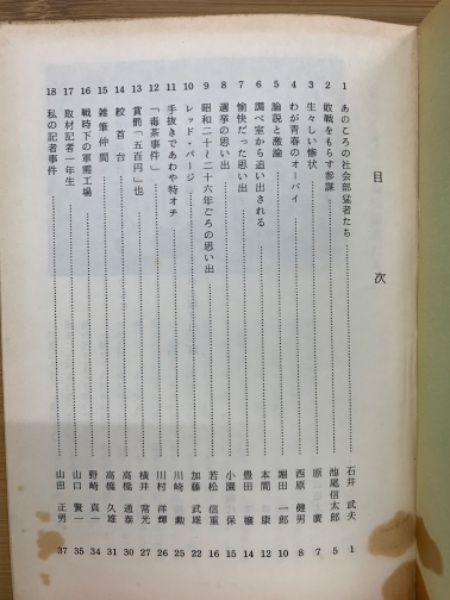 目次
1 あのころの社会部猛者たち 石井 武夫 1
2 敗戦をもらす参謀 池尾信太郎 5
3 生々しい惨状 原 広 7
4 わが青春のオーバイ 西原 健男 8
5 論説と激論 堀田 一郎 10
6 調べ室から追い出される 本間 康 12
7 愉快だった思い出 豊田 穣 14
8 選挙の思い出 小園 保 15
9 昭和二十〜二十六年ごろの思い出 若松 信重 16
10 レッド・パージ 加藤 武雄 22
11 手抜きであわや特オチ 川崎 勲 25
12 「毒茶事件」 川村 洋輝 26
13 賞罰「五百円」也 横井 常光 27
14 絞首台 高橋 通泰 30
15 雑筆仲間 高橋 久雄 31
16 戦時下の軍需工場 野崎 真一 34
17 取材記者一年生 山口 賢一 35
18 私の記者事件 山田 正男 37